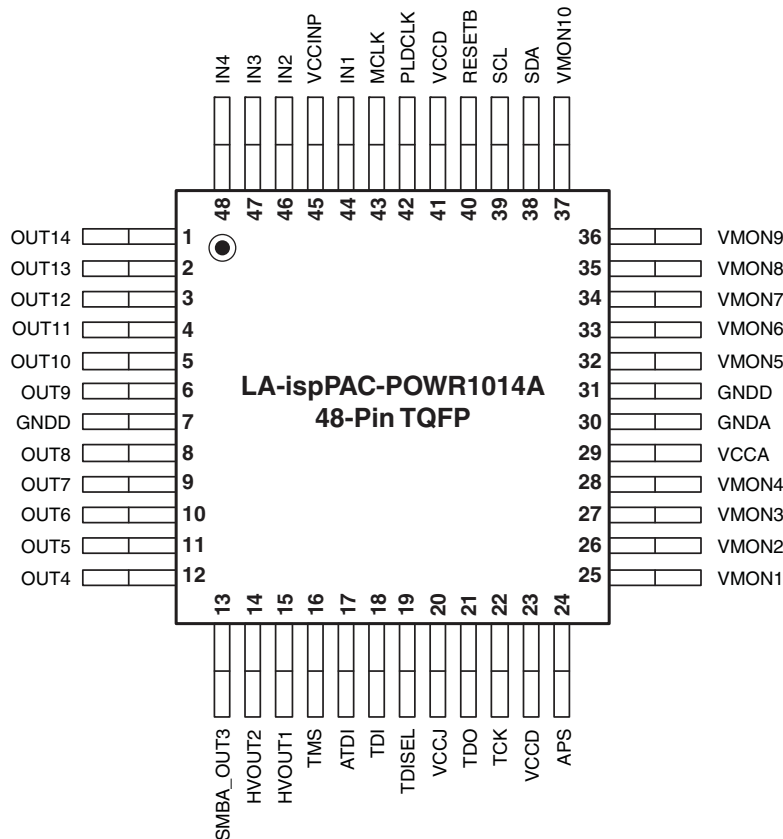 IN4
IN3
IN2
VCCINP
IN1
MCLK
PLDCLK
VCCD
RESETB
SCL
SDA
VMON10
48
47
46
45
44
43
42
41
40
39
38
37
OUT14
OUT13
OUT12
OUT11
OUT10
OUT9
GNDD
OUT8
OUT7
OUT6
OUT5
OUT4
1
2
3
4
5
6
7
8
9
10
11
12
LA-ispPAC-POWR1014A
48-Pin TQFP
36
35
34
33
32
31
30
29
28
27
26
25
VMON9
VMON8
VMON7
VMON6
VMON5
GNDD
GNDA
VCCA
VMON4
VMON3
VMON2
VMON1
13
14
15
16
17
18
19
20
21
22
23
24
SMBA_OUT3
HVOUT2
HVOUT1
TMS
ATDI
TDI
TDISEL
VCCJ
TDO
TCK
VCCD
APS